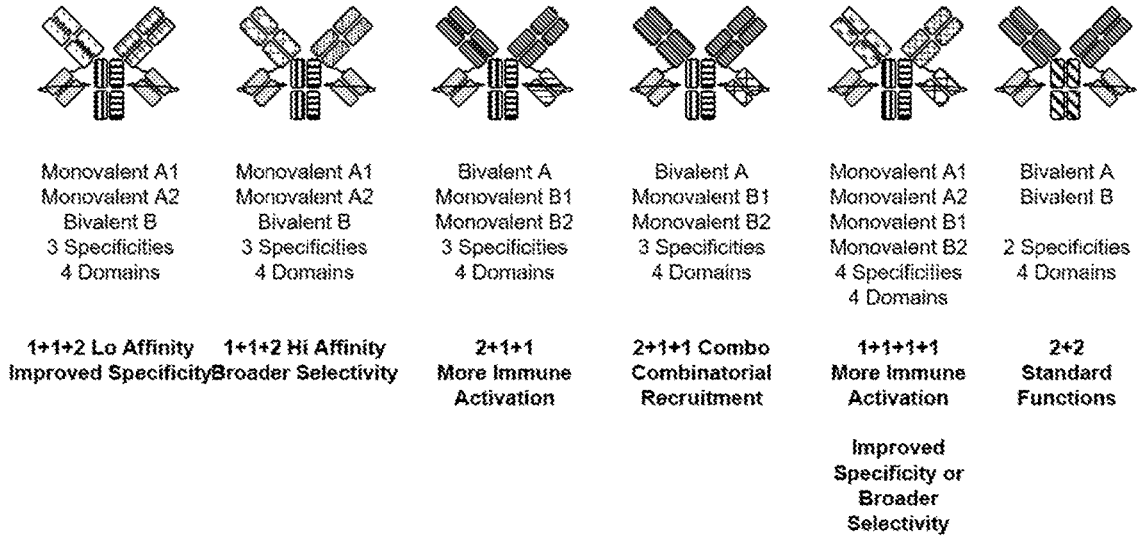 Monovalent A1
Monovalent A2
Bivalent B
3 Specificities
4 Domains
1+1+2 Lo Affinity
Improved Specificity
Monovalent A1
Monovalent A2
Bivalent B
3 Specificities
4 Domains
1+1+2 Hi Affinity
Broader Selectivity
Bivalent A
Monovalent B1
Monovalent B2
3 Specificities
4 Domains
2+1+1
More Immune
Activation
Bivalent A
Monovalent B1
Monovalent B2
3 Specificities
4 Domains
2+1+1 Combo
Combinatorial
Recruitment
Monovalent A1
Monovalent A2
Monovalent B1
Monovalent B2
4 Specificities
4 Domains
1+1+1+1
More Immune
Activation
Improved
Specificity or
Broader
Selectivity
Bivalent A
Bivalent B
2 Specificities
4 Domains
2+2
Standard
Functions